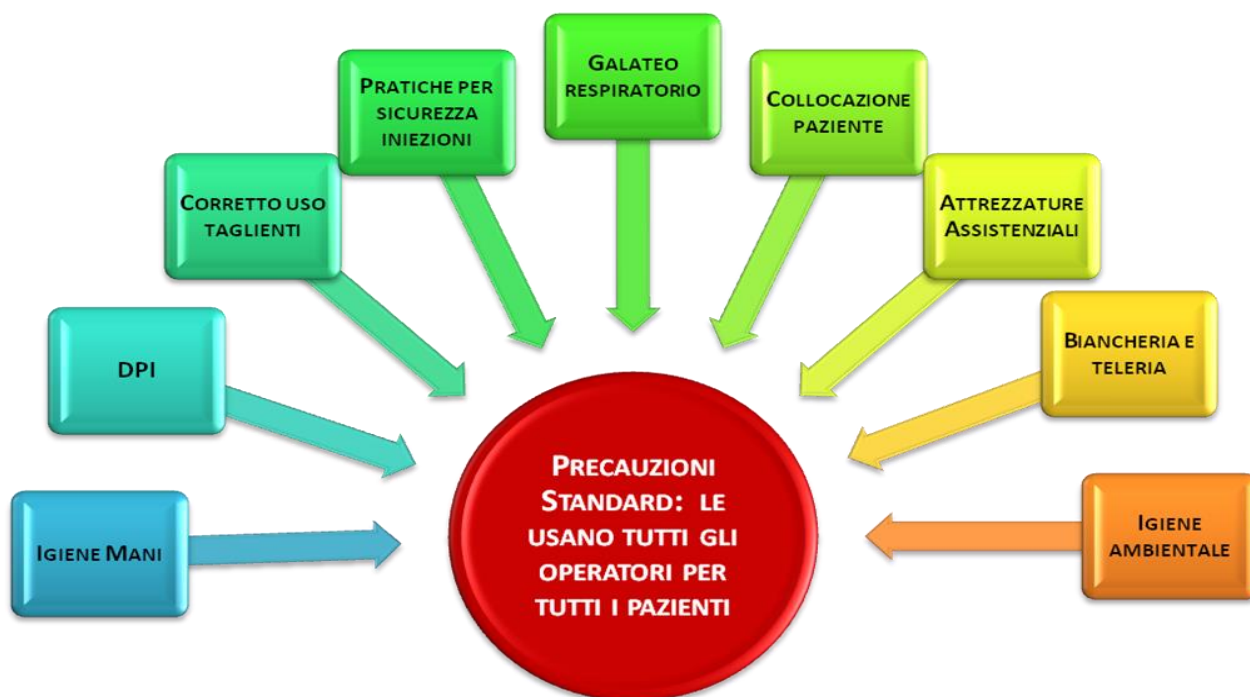 Igiene Mani
DPI
Corretto uso
taglienti
Pratiche per
sicurezza
iniezioni
Galateo
respiratorio
Collocazione
paziente
Attrezzature
Assistenziali
Biancheria e
teleria
Igiene
ambientale
Precauzioni
Standard: le
usano tutti gli
operatori per
tutti i pazienti